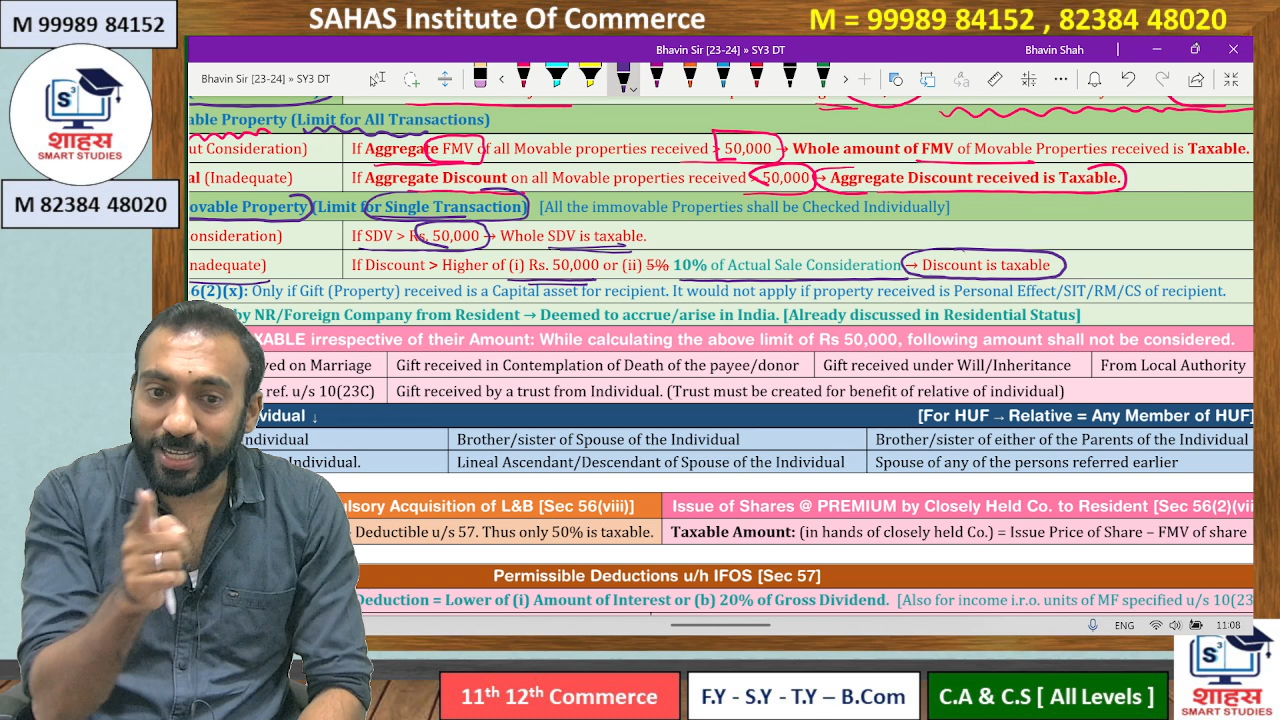 SAHAS Institute Of Commerce
M = 99989 84152 , 82384 48020
M 99989 84152
S³
शाहस
SMART STUDIES
M 82384 48020
Bhavin Sir [23-24] » SY3 DT
Bhavin Shah
Bhavin Sir [23-24] » SY3 DT
able Property (Limit for All Transactions)
ut Consideration) If Aggregate FMV of all Movable properties received > 50,000 → Whole amount of FMV of Movable Properties received is Taxable.
al (Inadequate) If Aggregate Discount on all Movable properties received > 50,000 → Aggregate Discount received is Taxable.
ovable Property (Limit for Single Transaction) [All the immovable Properties shall be Checked Individually]
onsideration) If SDV > Rs. 50,000 → Whole SDV is taxable.
nadequate) If Discount > Higher of (i) Rs. 50,000 or (ii) 5% 10% of Actual Sale Consideration → Discount is taxable
6(2)(x): Only if Gift (Property) received is a Capital asset for recipient. It would not apply if property received is Personal Effect/SIT/RM/CS of recipient.
by NR/Foreign Company from Resident → Deemed to accrue/arise in India. [Already discussed in Residential Status]
XABLE irrespective of their Amount: While calculating the above limit of Rs 50,000, following amount shall not be considered.
ved on Marriage Gift received in Contemplation of Death of the payee/donor Gift received under Will/Inheritance From Local Authority
ref. u/s 10(23C) Gift received by a trust from Individual. (Trust must be created for benefit of relative of individual)
vidual ↓ [For HUF → Relative = Any Member of HUF]
ndividual Brother/sister of Spouse of the Individual Brother/sister of either of the Parents of the Individual
Individual. Lineal Ascendant/Descendant of Spouse of the Individual Spouse of any of the persons referred earlier
ulsory Acquisition of L&B [Sec 56(viii)] Issue of Shares @ PREMIUM by Closely Held Co. to Resident [Sec 56(2)(vii
Deductible u/s 57. Thus only 50% is taxable. Taxable Amount: (in hands of closely held Co.) = Issue Price of Share – FMV of share
Permissible Deductions u/h IFOS [Sec 57]
Deduction = Lower of (i) Amount of Interest or (b) 20% of Gross Dividend. [Also for income i.r.o. units of MF specified u/s 10(23
ENG 11:08
S³
शाहस
SMART STUDIES
11th 12th Commerce
F.Y - S.Y - T.Y – B.Com
C.A & C.S [ All Levels ]